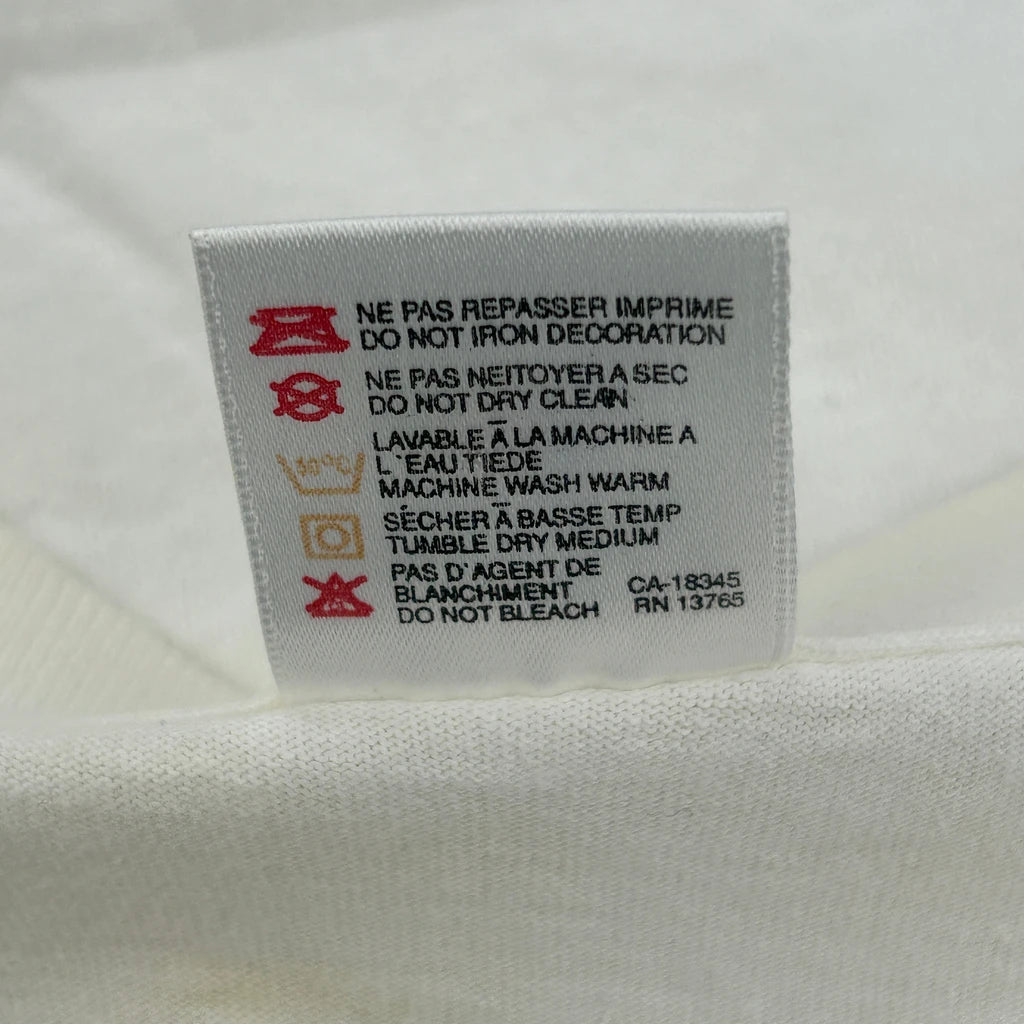 NE PAS REPASSER IMPRIME
DO NOT IRON DECORATION
NE PAS NEITOYER A SEC
DO NOT DRY CLEAN
LAVABLE À LA MACHINE A
30°C
L'EAU TIEDE
MACHINE WASH WARM
SÉCHER À BASSE TEMP
TUMBLE DRY MEDIUM
PAS D'AGENT DE
BLANCHIMENT
DO NOT BLEACH
CA-18345
RN 13765